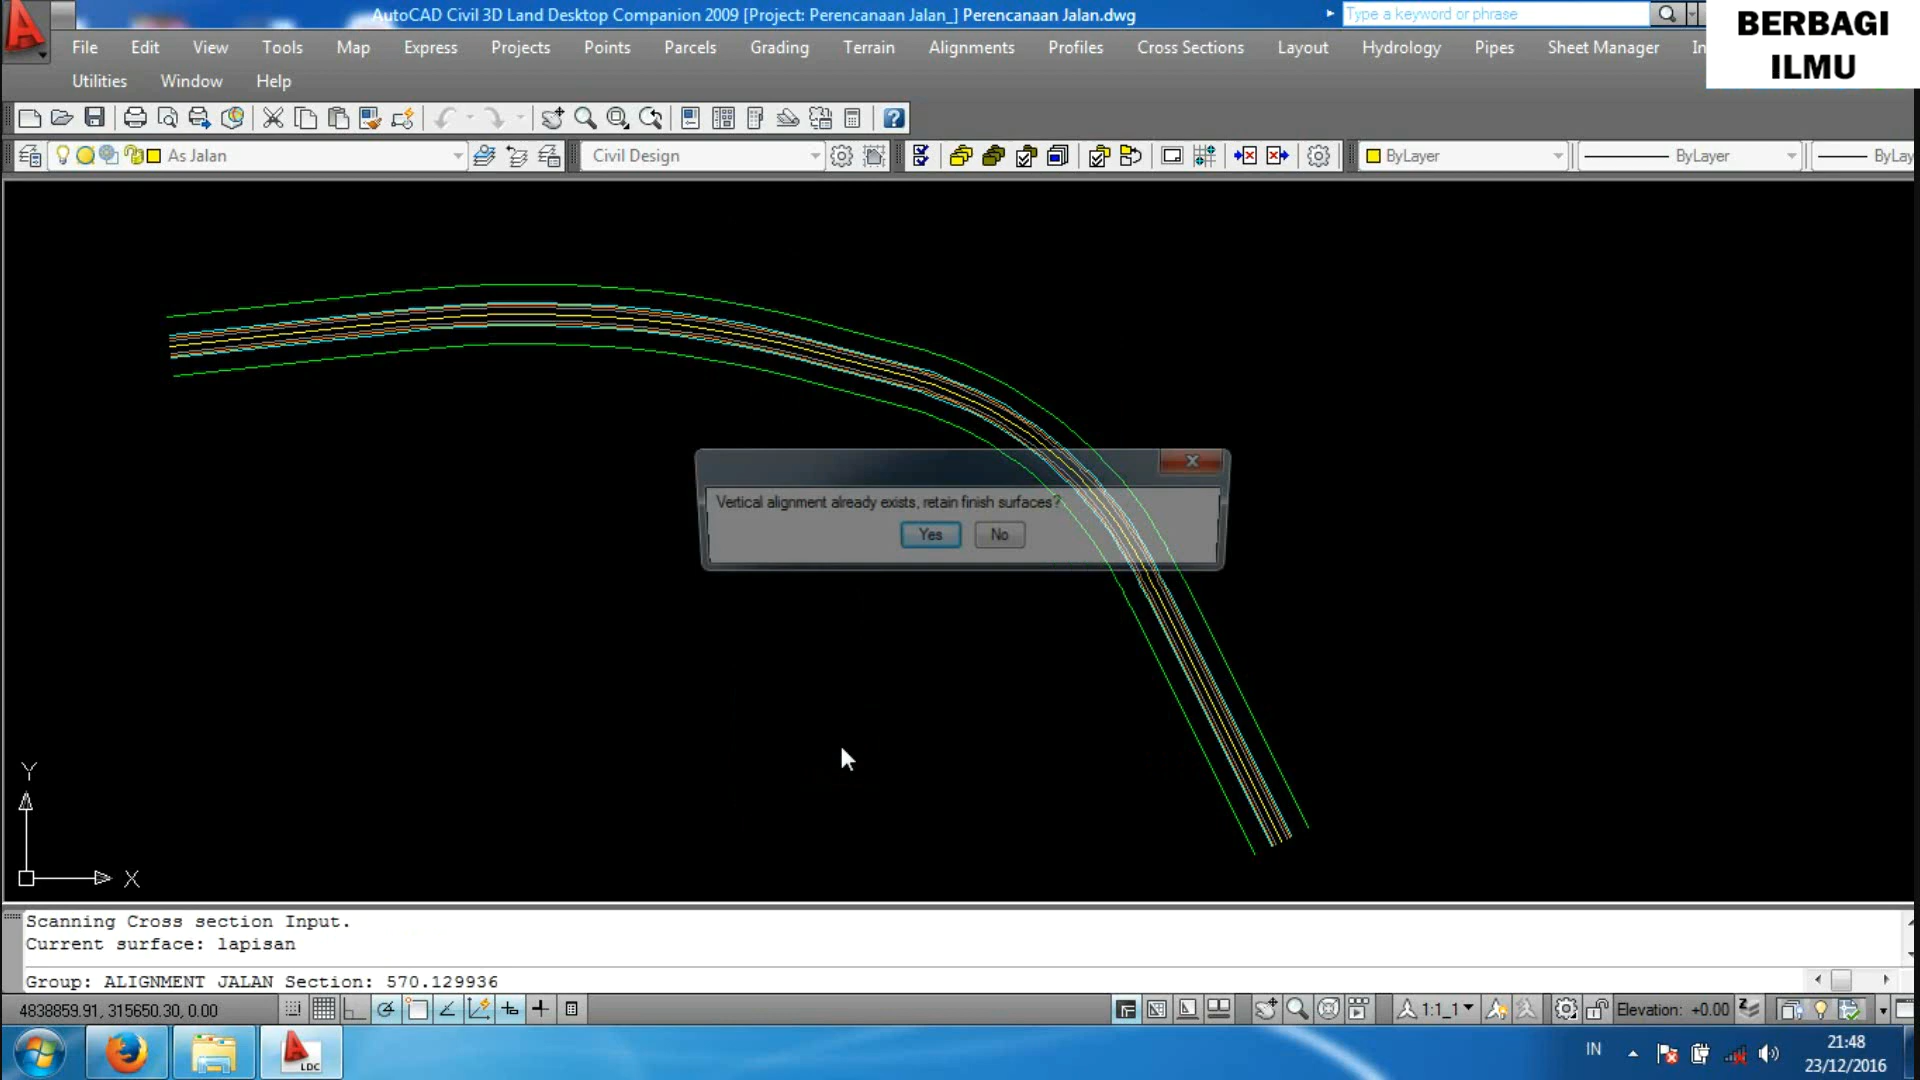 AutoCAD Civil 3D Land Desktop Companion 2009 [Project: Perencanaan Jalan_] Perencanaan Jalan.dwg
Type a keyword or phrase
BERBAGI
ILMU
File Edit View Tools Map Express Projects Points Parcels Grading Terrain Alignments Profiles Cross Sections Layout Hydrology Pipes Sheet Manager In
Utilities Window Help
As Jalan
Civil Design
ByLayer
ByLayer
ByLay
Vertical alignment already exists, retain finish surfaces?
Yes No
Y
X
Scanning Cross section Input.
Current surface: lapisan
Group: ALIGNMENT JALAN Section: 570.129936
4838859.91, 315650.30, 0.00
1:1_1
Elevation: +0.00
LDC
IN
21:48
23/12/2016